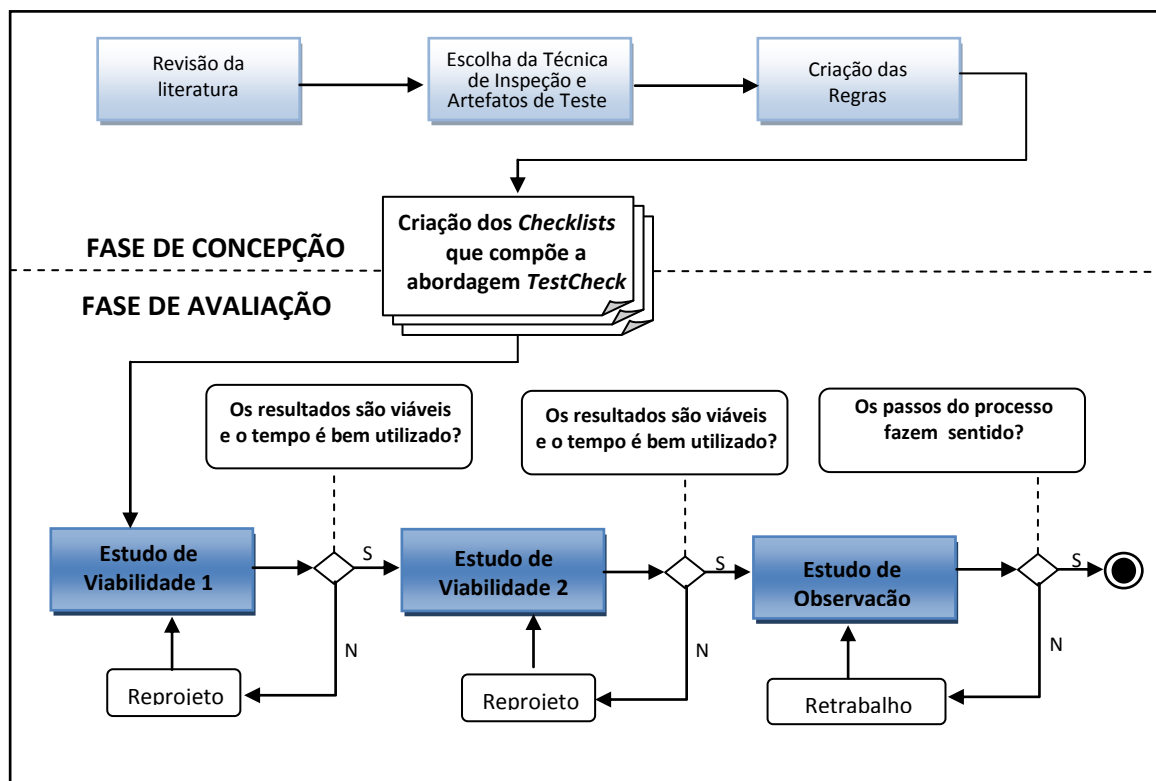 Revisão da
literatura
Escolha da Técnica
de Inspeção e
Artefatos de Teste
Criação das
Regras
Criação dos Checklists
que compõe a
abordagem TestCheck
FASE DE CONCEPÇÃO
FASE DE AVALIAÇÃO
Os resultados são viáveis
e o tempo é bem utilizado?
Os resultados são viáveis
e o tempo é bem utilizado?
Os passos do processo
fazem sentido?
Estudo de
Viabilidade 1
S
Estudo de
Viabilidade 2
S
Estudo de
Observacão
S
N
N
N
Reprojeto
Reprojeto
Retrabalho